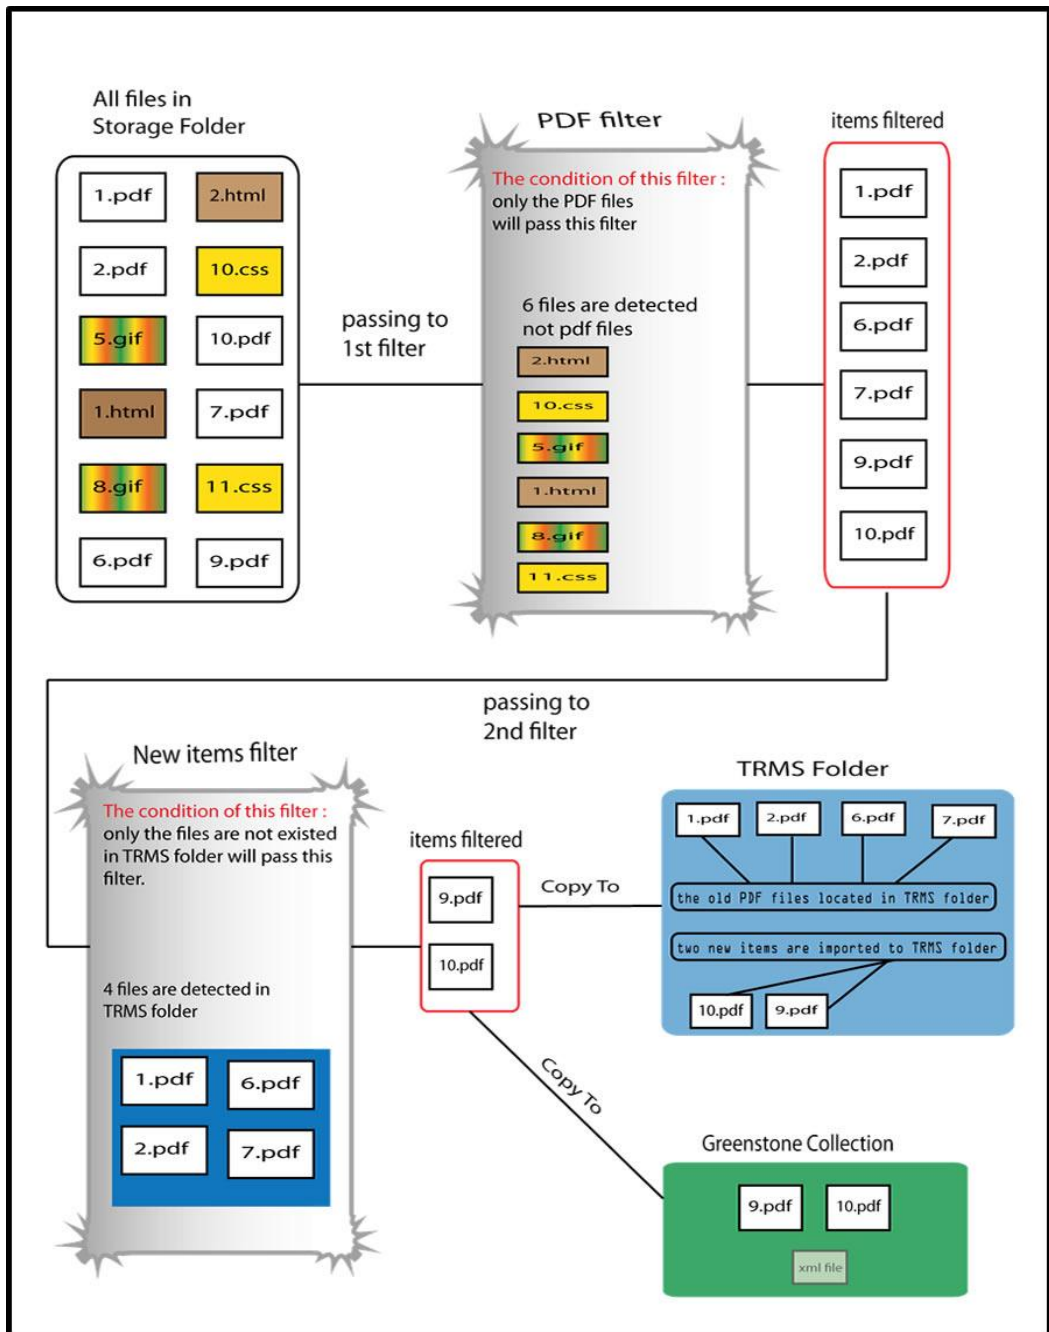 All files in
Storage Folder
1.pdf 2.html
2.pdf 10.css
5.gif 10.pdf
1.html 7.pdf
8.gif 11.css
6.pdf 9.pdf
passing to
1st filter
PDF filter
The condition of this filter :
only the PDF files
will pass this filter
6 files are detected
not pdf files
2.html
10.css
5.gif
1.html
8.gif
11.css
items filtered
1.pdf
2.pdf
6.pdf
7.pdf
9.pdf
10.pdf
passing to
2nd filter
New items filter
The condition of this filter :
only the files are not existed
in TRMS folder will pass this
filter.
4 files are detected in
TRMS folder
1.pdf 6.pdf
2.pdf 7.pdf
items filtered
9.pdf
10.pdf
Copy To
TRMS Folder
1.pdf 2.pdf 6.pdf 7.pdf
the old PDF files located in TRMS folder
two new items are imported to TRMS folder
10.pdf 9.pdf
Copy To
Greenstone Collection
9.pdf 10.pdf
xml file